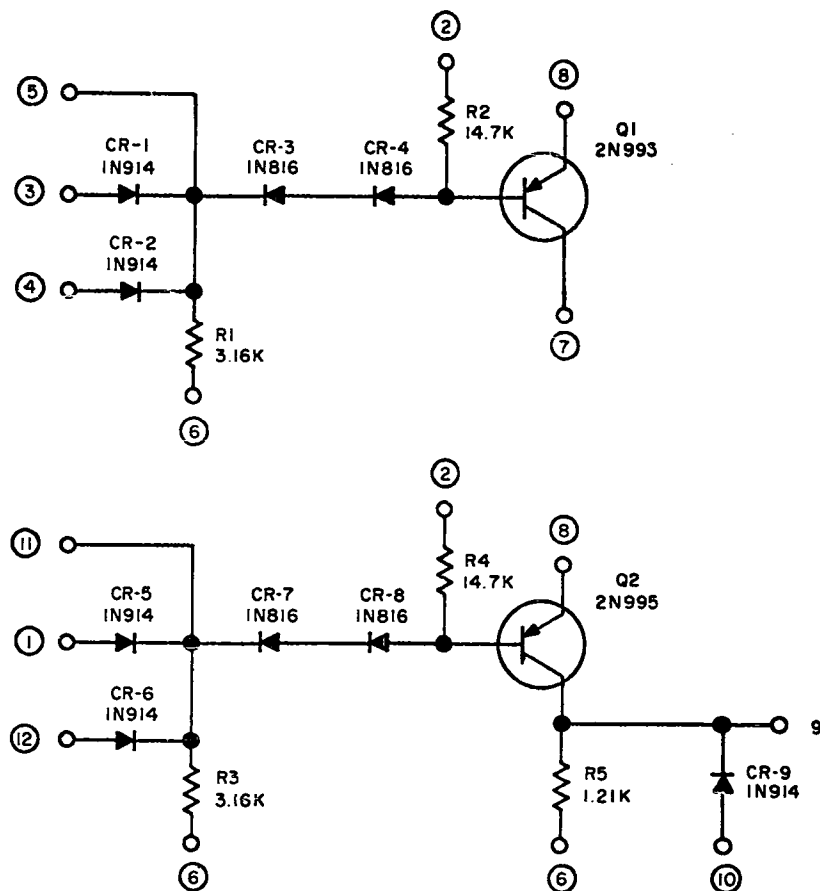 2
8
5
R2
14.7K
Q1
2N993
CR-1
1N914
CR-3
1N816
CR-4
1N816
3
CR-2
1N914
4
R1
3.16K
7
6
2
8
11
R4
14.7K
Q2
2N995
CR-5
1N914
CR-7
1N816
CR-8
1N816
1
CR-6
1N914
12
9
R3
3.16K
R5
1.21K
CR-9
1N914
6
6
10